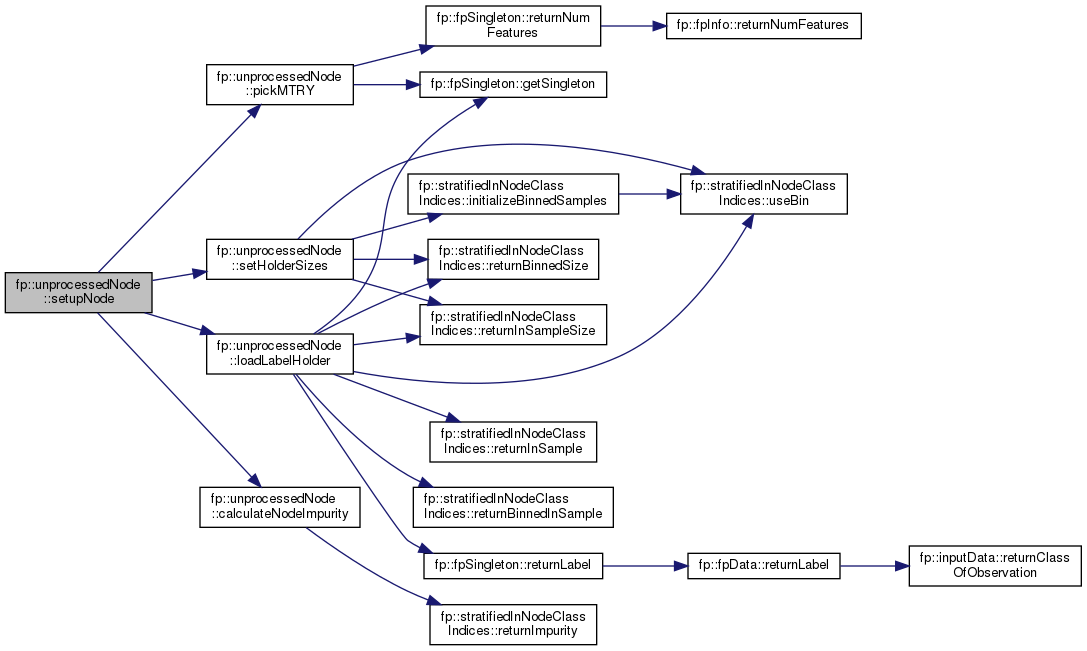 fp::fpSingleton::returnNum
Features
fp::fpInfo::returnNumFeatures
fp::unprocessedNode
::pickMTRY
fp::fpSingleton::getSingleton
fp::stratifiedInNodeClass
Indices::initializeBinnedSamples
fp::stratifiedInNodeClass
Indices::useBin
fp::unprocessedNode
::setHolderSizes
fp::stratifiedInNodeClass
Indices::returnBinnedSize
fp::unprocessedNode
::setupNode
fp::stratifiedInNodeClass
Indices::returnInSampleSize
fp::unprocessedNode
::loadLabelHolder
fp::stratifiedInNodeClass
Indices::returnInSample
fp::unprocessedNode
::calculateNodeImpurity
fp::stratifiedInNodeClass
Indices::returnBinnedInSample
fp::fpSingleton::returnLabel
fp::fpData::returnLabel
fp::inputData::returnClass
OfObservation
fp::stratifiedInNodeClass
Indices::returnImpurity